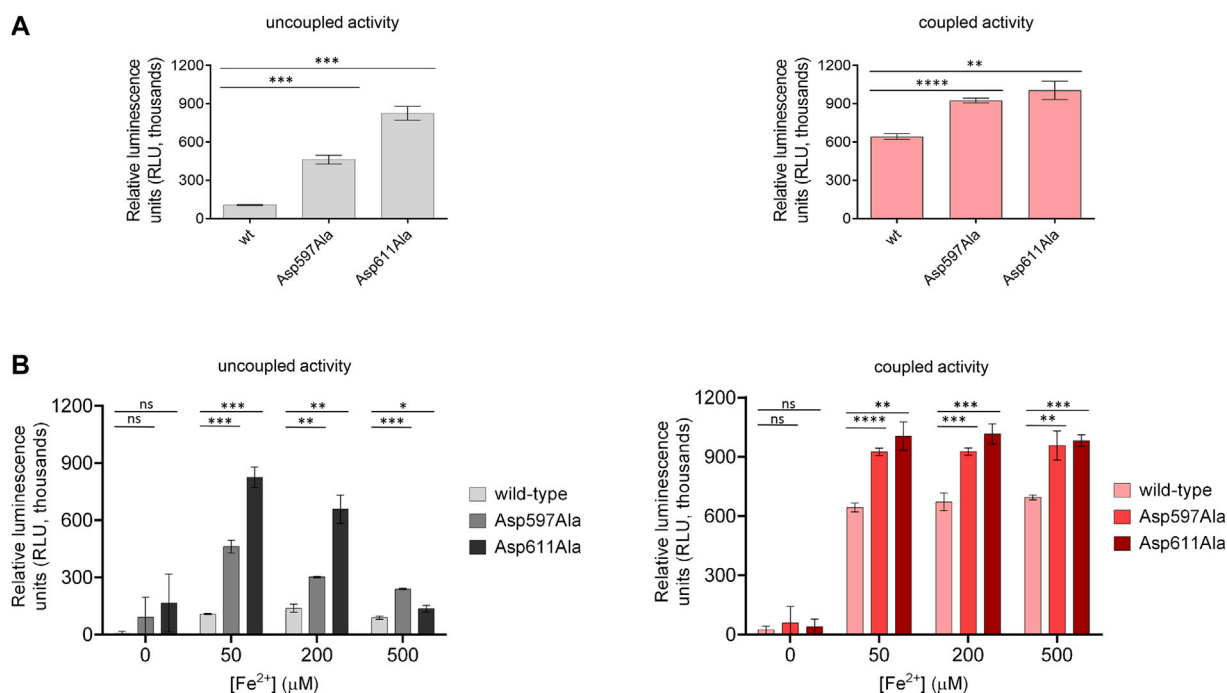 A
uncoupled activity
Relative luminescence
units (RLU, thousands)
1200
900
600
300
0
***
***
wt
Asp597Ala
Asp611Ala
coupled activity
Relative luminescence
units (RLU, thousands)
1200
900
600
300
0
**
****
wt
Asp597Ala
Asp611Ala
B
uncoupled activity
Relative luminescence
units (RLU, thousands)
1200
900
600
300
0
ns
ns
***
***
**
**
*
***
0 50 200 500
[Fe²⁺] (μM)
wild-type
Asp597Ala
Asp611Ala
coupled activity
Relative luminescence
units (RLU, thousands)
1200
900
600
300
0
ns
ns
**
****
***
***
***
**
0 50 200 500
[Fe²⁺] (μM)
wild-type
Asp597Ala
Asp611Ala